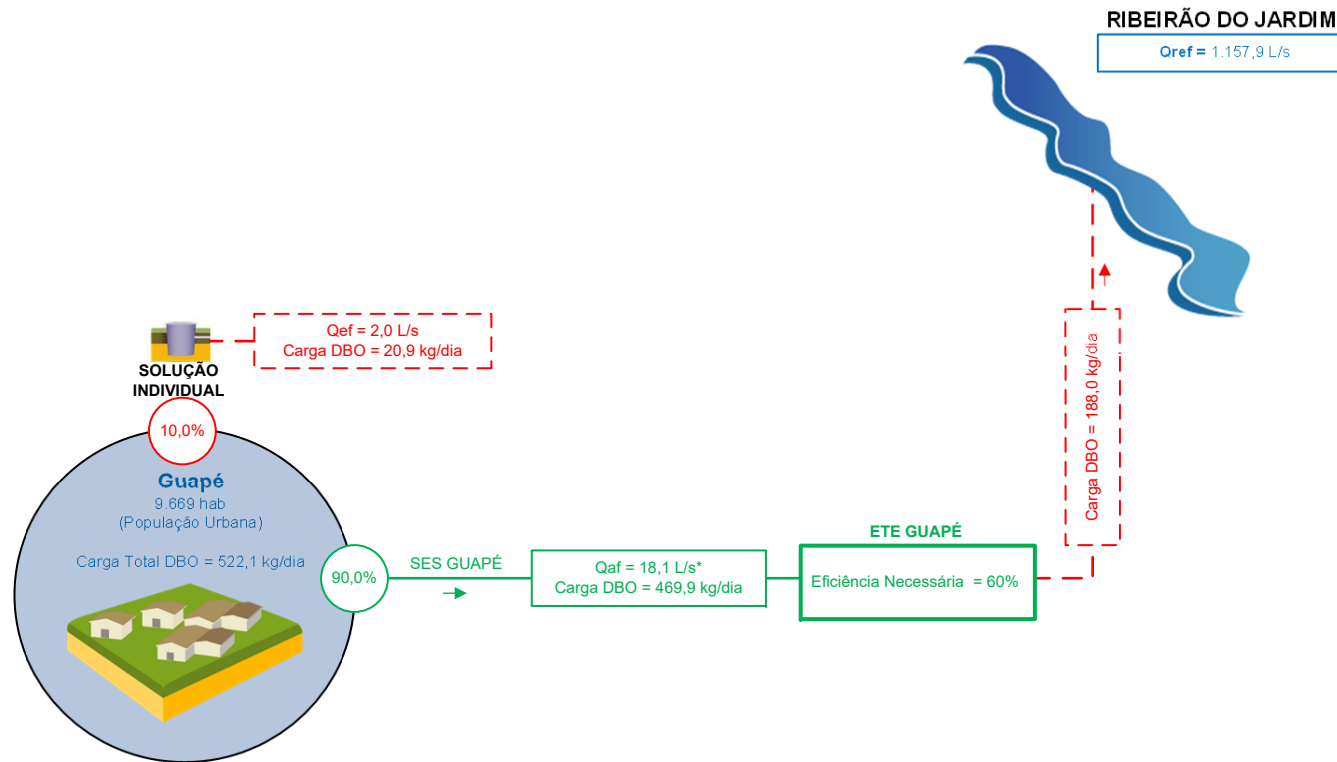 RIBEIRÃO DO JARDIM
Qref = 1.157,9 L/s
Qef = 2,0 L/s
Carga DBO = 20,9 kg/dia
SOLUÇÃO
INDIVIDUAL
10,0%
Guapé
9.669 hab
(População Urbana)
Carga Total DBO = 522,1 kg/dia
90,0%
SES GUAPÉ
Qaf = 18,1 L/s*
Carga DBO = 469,9 kg/dia
ETE GUAPÉ
Eficiência Necessária = 60%
Carga DBO = 188,0 kg/dia